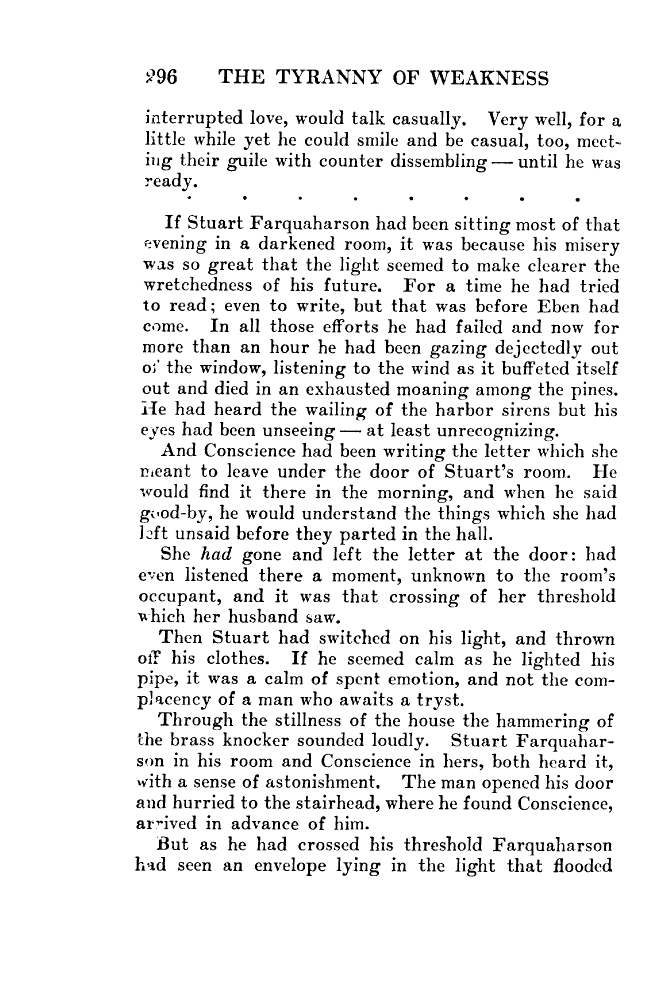 296 THE TYRANNY OF WEAKNESS
interrupted love, would talk casually. Very well, for a
little while yet he could smile and be casual, too, meet-
ing their guile with counter dissembling — until he was
ready.
. . . . . . . .
If Stuart Farquaharson had been sitting most of that
evening in a darkened room, it was because his misery
was so great that the light seemed to make clearer the
wretchedness of his future. For a time he had tried
to read; even to write, but that was before Eben had
come. In all those efforts he had failed and now for
more than an hour he had been gazing dejectedly out
of the window, listening to the wind as it buffeted itself
out and died in an exhausted moaning among the pines.
He had heard the wailing of the harbor sirens but his
eyes had been unseeing — at least unrecognizing.
And Conscience had been writing the letter which she
meant to leave under the door of Stuart's room. He
would find it there in the morning, and when he said
good-by, he would understand the things which she had
left unsaid before they parted in the hall.
She had gone and left the letter at the door: had
even listened there a moment, unknown to the room's
occupant, and it was that crossing of her threshold
which her husband saw.
Then Stuart had switched on his light, and thrown
off his clothes. If he seemed calm as he lighted his
pipe, it was a calm of spent emotion, and not the com-
placency of a man who awaits a tryst.
Through the stillness of the house the hammering of
the brass knocker sounded loudly. Stuart Farquahar-
son in his room and Conscience in hers, both heard it,
with a sense of astonishment. The man opened his door
and hurried to the stairhead, where he found Conscience,
arrived in advance of him.
But as he had crossed his threshold Farquaharson
had seen an envelope lying in the light that flooded